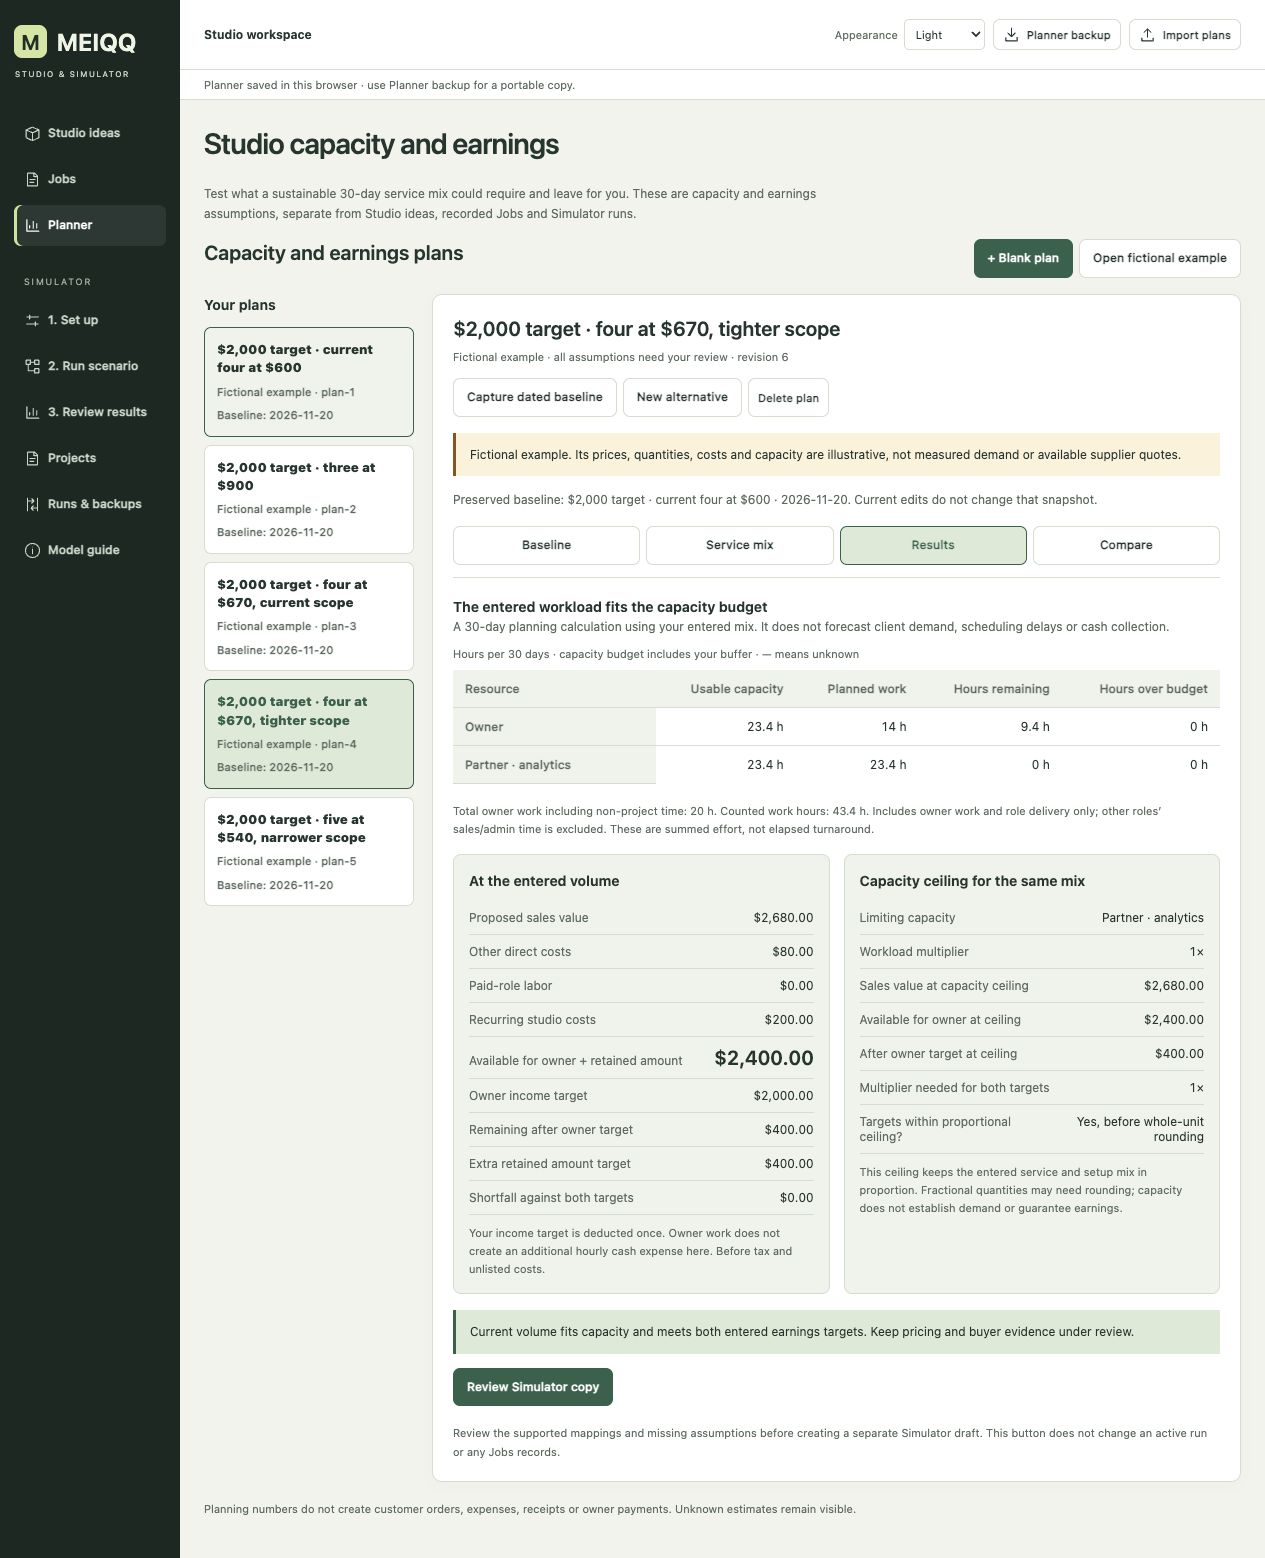 M MEIQQ
STUDIO & SIMULATOR
Studio ideas
Jobs
Planner
SIMULATOR
1. Set up
2. Run scenario
3. Review results
Projects
Runs & backups
Model guide
Studio workspace
Appearance Light Planner backup Import plans
Planner saved in this browser · use Planner backup for a portable copy.
Studio capacity and earnings
Test what a sustainable 30-day service mix could require and leave for you. These are capacity and earnings
assumptions, separate from Studio ideas, recorded Jobs and Simulator runs.
Capacity and earnings plans
+ Blank plan Open fictional example
Your plans
$2,000 target · current
four at $600
Fictional example · plan-1
Baseline: 2026-11-20
$2,000 target · three at
$900
Fictional example · plan-2
Baseline: 2026-11-20
$2,000 target · four at
$670, current scope
Fictional example · plan-3
Baseline: 2026-11-20
$2,000 target · four at
$670, tighter scope
Fictional example · plan-4
Baseline: 2026-11-20
$2,000 target · five at
$540, narrower scope
Fictional example · plan-5
Baseline: 2026-11-20
$2,000 target · four at $670, tighter scope
Fictional example · all assumptions need your review · revision 6
Capture dated baseline New alternative Delete plan
Fictional example. Its prices, quantities, costs and capacity are illustrative, not measured demand or available supplier quotes.
Preserved baseline: $2,000 target · current four at $600 · 2026-11-20. Current edits do not change that snapshot.
Baseline Service mix Results Compare
The entered workload fits the capacity budget
A 30-day planning calculation using your entered mix. It does not forecast client demand, scheduling delays or cash collection.
Hours per 30 days · capacity budget includes your buffer · — means unknown
Resource Usable capacity Planned work Hours remaining Hours over budget
Owner 23.4 h 14 h 9.4 h 0 h
Partner · analytics 23.4 h 23.4 h 0 h 0 h
Total owner work including non-project time: 20 h. Counted work hours: 43.4 h. Includes owner work and role delivery only; other roles’
sales/admin time is excluded. These are summed effort, not elapsed turnaround.
At the entered volume
Proposed sales value $2,680.00
Other direct costs $80.00
Paid-role labor $0.00
Recurring studio costs $200.00
Available for owner + retained amount $2,400.00
Owner income target $2,000.00
Remaining after owner target $400.00
Extra retained amount target $400.00
Shortfall against both targets $0.00
Your income target is deducted once. Owner work does not
create an additional hourly cash expense here. Before tax and
unlisted costs.
Capacity ceiling for the same mix
Limiting capacity Partner · analytics
Workload multiplier 1×
Sales value at capacity ceiling $2,680.00
Available for owner at ceiling $2,400.00
After owner target at ceiling $400.00
Multiplier needed for both targets 1×
Targets within proportional Yes, before whole-unit
ceiling? rounding
This ceiling keeps the entered service and setup mix in
proportion. Fractional quantities may need rounding; capacity
does not establish demand or guarantee earnings.
Current volume fits capacity and meets both entered earnings targets. Keep pricing and buyer evidence under review.
Review Simulator copy
Review the supported mappings and missing assumptions before creating a separate Simulator draft. This button does not change an active run
or any Jobs records.
Planning numbers do not create customer orders, expenses, receipts or owner payments. Unknown estimates remain visible.